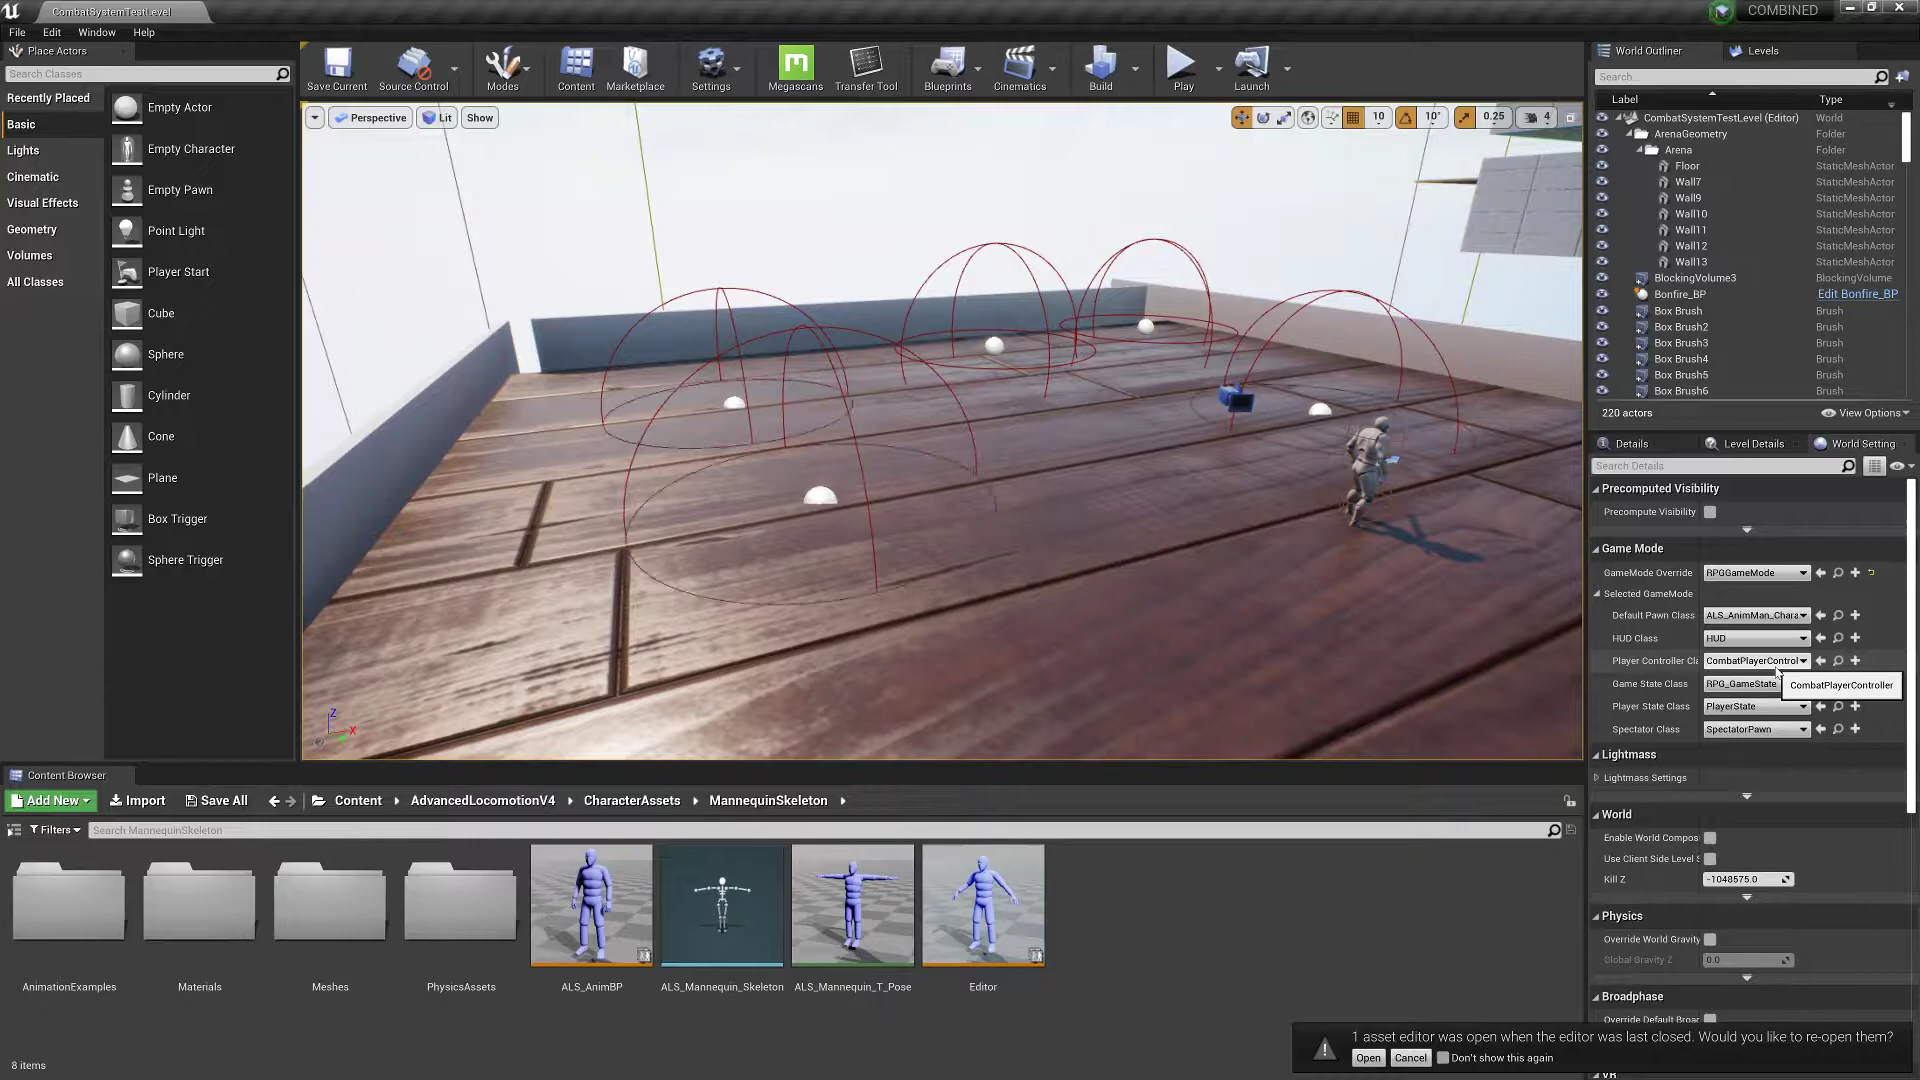 CombatSystemTestLevel
COMBINED
File Edit Window Help
Place Actors
Search Classes
Recently Placed
Basic
Lights
Cinematic
Visual Effects
Geometry
Volumes
All Classes
Empty Actor
Empty Character
Empty Pawn
Point Light
Player Start
Cube
Sphere
Cylinder
Cone
Plane
Box Trigger
Sphere Trigger
Save Current Source Control Modes Content Marketplace Settings Megascans Transfer Tool Blueprints Cinematics Build Play Launch
Perspective Lit Show
10 10° 0.25 4
Z
X
World Outliner Levels
Search...
Label Type
CombatSystemTestLevel (Editor) World
ArenaGeometry Folder
Arena Folder
Floor StaticMeshActor
Wall7 StaticMeshActor
Wall9 StaticMeshActor
Wall10 StaticMeshActor
Wall11 StaticMeshActor
Wall12 StaticMeshActor
Wall13 StaticMeshActor
BlockingVolume3 BlockingVolume
Bonfire_BP Edit Bonfire_BP
Box Brush Brush
Box Brush2 Brush
Box Brush3 Brush
Box Brush4 Brush
Box Brush5 Brush
Box Brush6 Brush
220 actors View Options
Details Level Details World Setting
Search Details
Precomputed Visibility
Precompute Visibility
Game Mode
GameMode Override RPGGameMode
Selected GameMode
Default Pawn Class ALS_AnimMan_Chara
HUD Class HUD
Player Controller Cla CombatPlayerControl
Game State Class RPG_GameState
CombatPlayerController
Player State Class PlayerState
Spectator Class SpectatorPawn
Lightmass
Lightmass Settings
World
Enable World Compos
Use Client Side Level S
Kill Z -1048575.0
Physics
Override World Gravity
Global Gravity Z 0.0
Broadphase
Override Default Broad
VR
Content Browser
Add New Import Save All Content AdvancedLocomotionV4 CharacterAssets MannequinSkeleton
Filters Search MannequinSkeleton
AnimationExamples Materials Meshes PhysicsAssets ALS_AnimBP ALS_Mannequin_Skeleton ALS_Mannequin_T_Pose Editor
8 items
1 asset editor was open when the editor was last closed. Would you like to re-open them?
Open Cancel Don't show this again